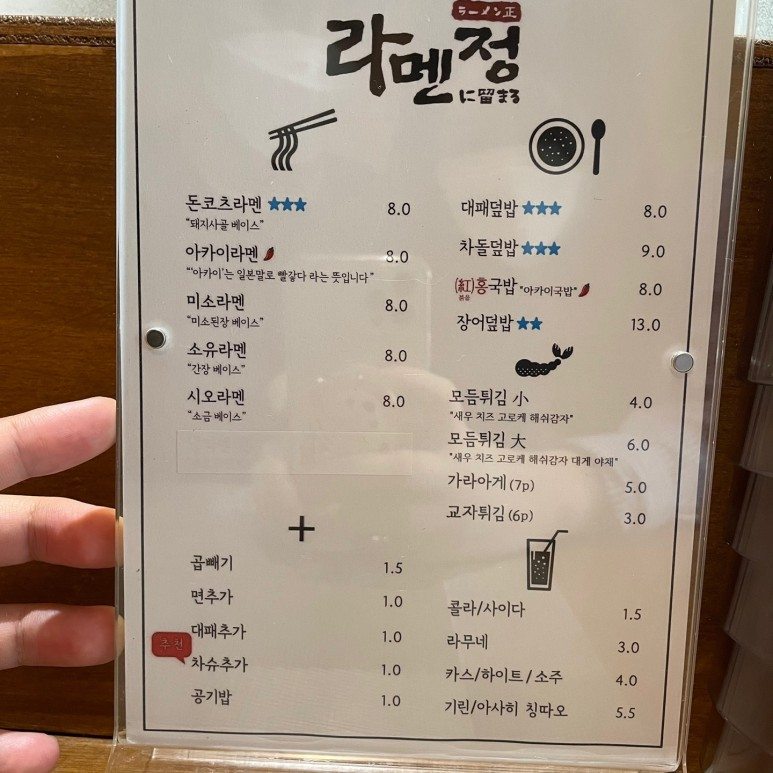 ラーメン正
라멘정
に留まる
돈코츠라멘 ★★★ 8.0
"돼지사골 베이스"
아카이라멘 8.0
"'아카이'는 일본말로 빨갛다 라는 뜻입니다"
미소라멘 8.0
"미소된장 베이스"
소유라멘 8.0
"간장 베이스"
시오라멘 8.0
"소금 베이스"
+
곱빼기 1.5
면추가 1.0
대패추가 1.0
추천
차슈추가 1.0
공기밥 1.0
대패덮밥 ★★★ 8.0
차돌덮밥 ★★★ 9.0
(紅)홍국밥 "아카이국밥" 8.0
붉을
장어덮밥 ★★ 13.0
모듬튀김 小 4.0
"새우 치즈 고로케 해쉬감자"
모듬튀김 大 6.0
"새우 치즈 고로케 해쉬감자 대게 야채"
가라아게 (7p) 5.0
교자튀김 (6p) 3.0
콜라/사이다 1.5
라무네 3.0
카스/하이트 / 소주 4.0
기린/아사히 칭따오 5.5